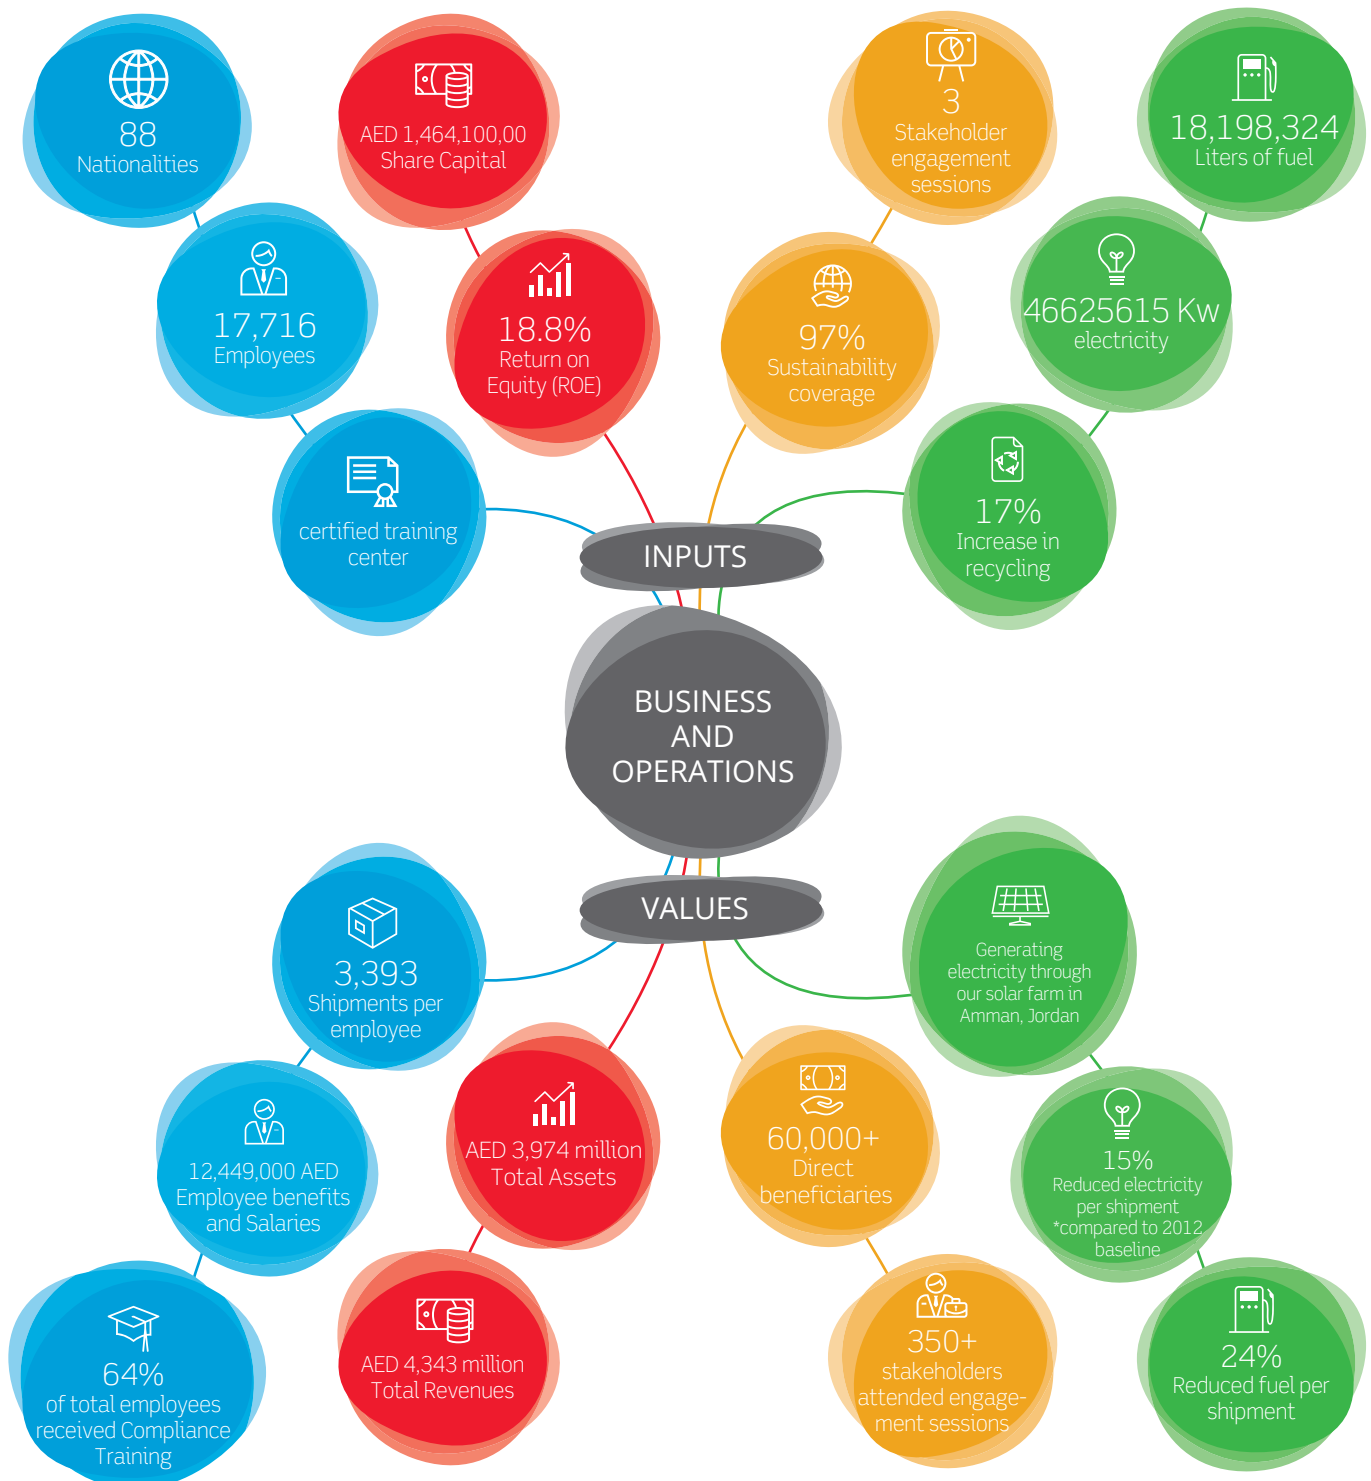 88
Nationalities
AED 1,464,100,00
Share Capital
3
Stakeholder
engagement
sessions
18,198,324
Liters of fuel
17,716
Employees
18.8%
Return on
Equity (ROE)
97%
Sustainability
coverage
46625615 Kw
electricity
certified training
center
17%
Increase in
recycling
INPUTS
BUSINESS
AND
OPERATIONS
VALUES
3,393
Shipments per
employee
Generating
electricity through
our solar farm in
Amman, Jordan
12,449,000 AED
Employee benefits
and Salaries
AED 3,974 million
Total Assets
60,000+
Direct
beneficiaries
15%
Reduced electricity
per shipment
*compared to 2012
baseline
64%
of total employees
received Compliance
Training
AED 4,343 million
Total Revenues
350+
stakeholders
attended engage-
ment sessions
24%
Reduced fuel per
shipment